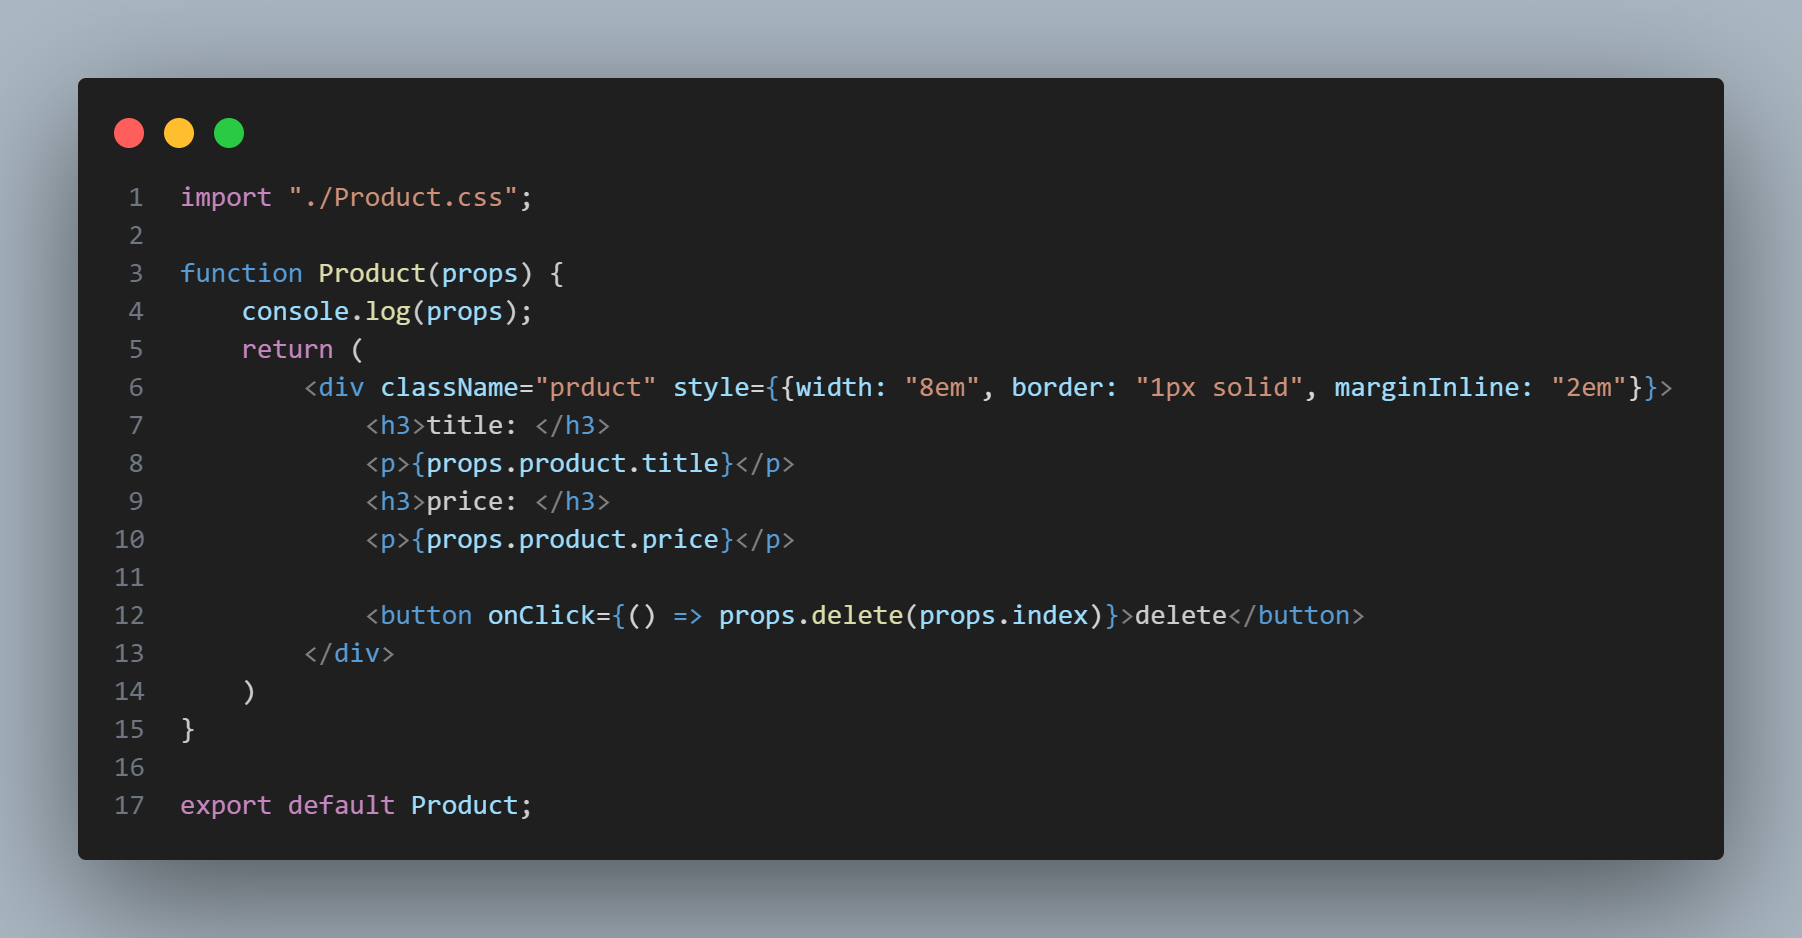 1 import "./Product.css";
2
3 function Product(props) {
4     console.log(props);
5     return (
6         <div className="prduct" style={{width: "8em", border: "1px solid", marginInline: "2em"}}>
7             <h3>title: </h3>
8             <p>{props.product.title}</p>
9             <h3>price: </h3>
10             <p>{props.product.price}</p>
11
12             <button onClick={() => props.delete(props.index)}>delete</button>
13         </div>
14     )
15 }
16
17 export default Product;